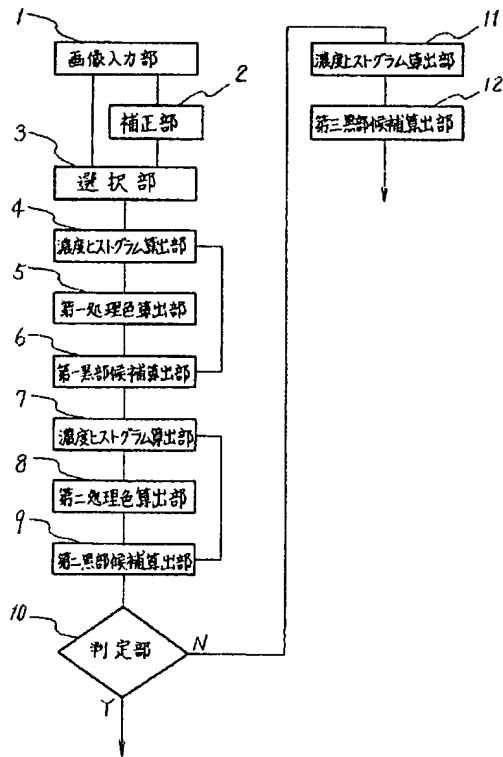 1
画像入力部
2
補正部
3
選択部
4
濃度ヒストグラム算出部
5
第一処理色算出部
6
第一黒部候補算出部
7
濃度ヒストグラム算出部
8
第二処理色算出部
9
第二黒部候補算出部
10
判定部
N
Y
11
濃度ヒストグラム算出部
12
第三黒部候補算出部